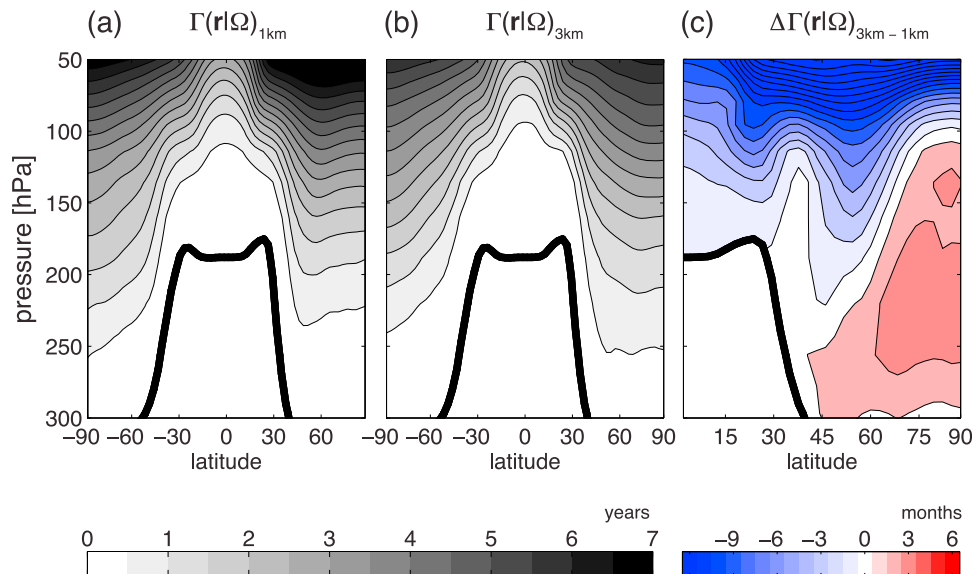 (a) Γ(r|Ω)1km (b) Γ(r|Ω)3km (c) ΔΓ(r|Ω)3km − 1km
50
100
150
200
250
300
pressure [hPa]
−90 −60 −30 0 30 60
−90 −60 −30 0 30 60 90
15 30 45 60 75 90
latitude latitude latitude
years months
0 1 2 3 4 5 6 7
−9 −6 −3 0 3 6